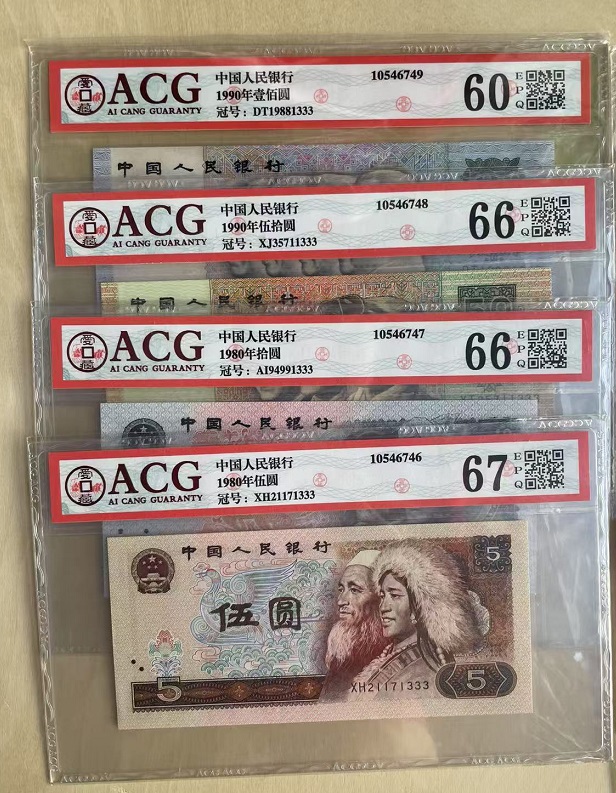 ACG
AI CANG GUARANTY
中国人民银行
1990年壹佰圆
冠号: DT19881333
10546749
60
EPQ
中国人民银行
ACG
AI CANG GUARANTY
中国人民银行
1990年伍拾圆
冠号: XJ35711333
10546748
66
EPQ
中国人民银行
ACG
AI CANG GUARANTY
中国人民银行
1980年拾圆
冠号: AI94991333
10546747
66
EPQ
中国人民银行
ACG
AI CANG GUARANTY
中国人民银行
1980年伍圆
冠号: XH21171333
10546746
67
EPQ
中国人民银行
5
伍圆
XH21171333
5
5